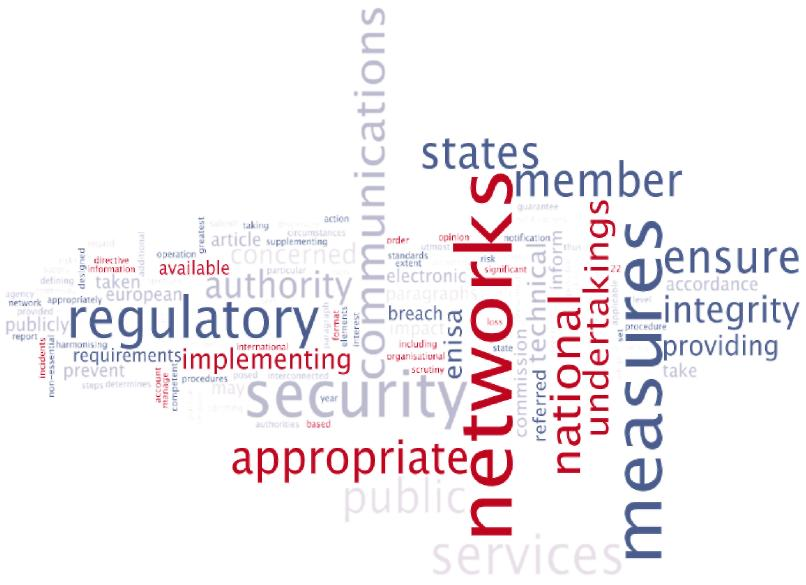 communications
states
member
networks
guarantee
action
taking
greatest
circumstances
article
supplementing
order
opinion
notification
undertakings
measures
ensure
accordance
integrity
providing
take
additional
designed
directive
information
operation
available
concerned
standards
utmost
extent
risk
significant
electronic
inform
technical
22
level
procedure
set
defining
taken
european
particular
authority
paragraphs
agency
network
appropriately
provided
publicly
regulatory
report
harmonising
requirements
implementing
incidents
non-essential
prevent
steps
determines
account
manage
competent
procedures
international
interconnected
posed
may
paragraph
format
elements
interest
breach
impact
loss
including
organisational
scrutiny
enisa
state
commission
referred
national
thus
security
year
authorities
based
appropriate
public
services